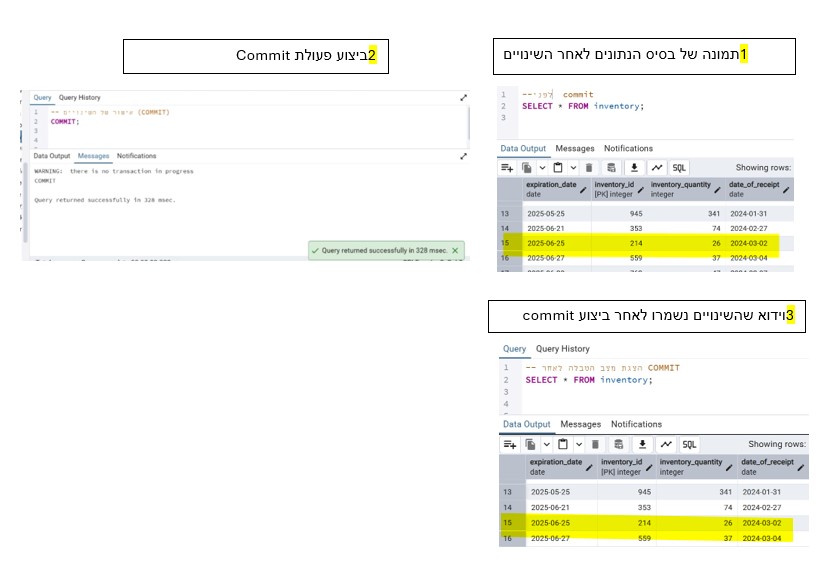 1תמונה של בסיס הנתונים לאחר השינויים
1 --לפני commit
2 SELECT * FROM inventory;
3
Data Output Messages Notifications
SQL Showing rows:
expiration_date inventory_id inventory_quantity date_of_receipt
date [PK] integer integer date
13 2025-05-25 945 341 2024-01-31
14 2025-06-21 353 74 2024-02-27
15 2025-06-25 214 26 2024-03-02
16 2025-06-27 559 37 2024-03-04
2ביצוע פעולת Commit
Query Query History
1 -- אישור של השינויים (COMMIT)
2 COMMIT;
3
4
Data Output Messages Notifications
WARNING: there is no transaction in progress
COMMIT
Query returned successfully in 328 msec.
Query returned successfully in 328 msec.
3וידוא שהשינויים נשמרו לאחר ביצוע commit
Query Query History
1 -- הצגת מצב הטבלה לאחר COMMIT
2 SELECT * FROM inventory;
3
4
Data Output Messages Notifications
SQL Showing rows:
expiration_date inventory_id inventory_quantity date_of_receipt
date [PK] integer integer date
13 2025-05-25 945 341 2024-01-31
14 2025-06-21 353 74 2024-02-27
15 2025-06-25 214 26 2024-03-02
16 2025-06-27 559 37 2024-03-04